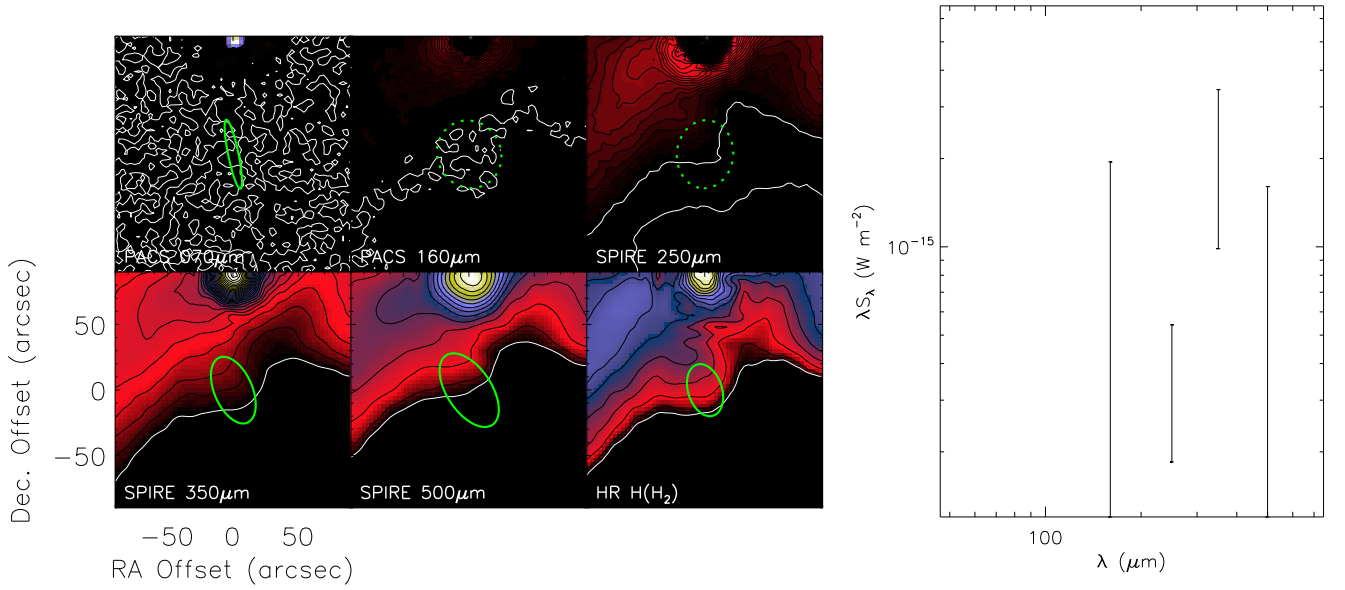 PACS 070μm
PACS 160μm
SPIRE 250μm
SPIRE 350μm
SPIRE 500μm
HR H(H₂)
Dec. Offset (arcsec)
50
0
−50
−50 0 50
RA Offset (arcsec)
λS_λ (W m⁻²)
10⁻¹⁵
100
λ (μm)